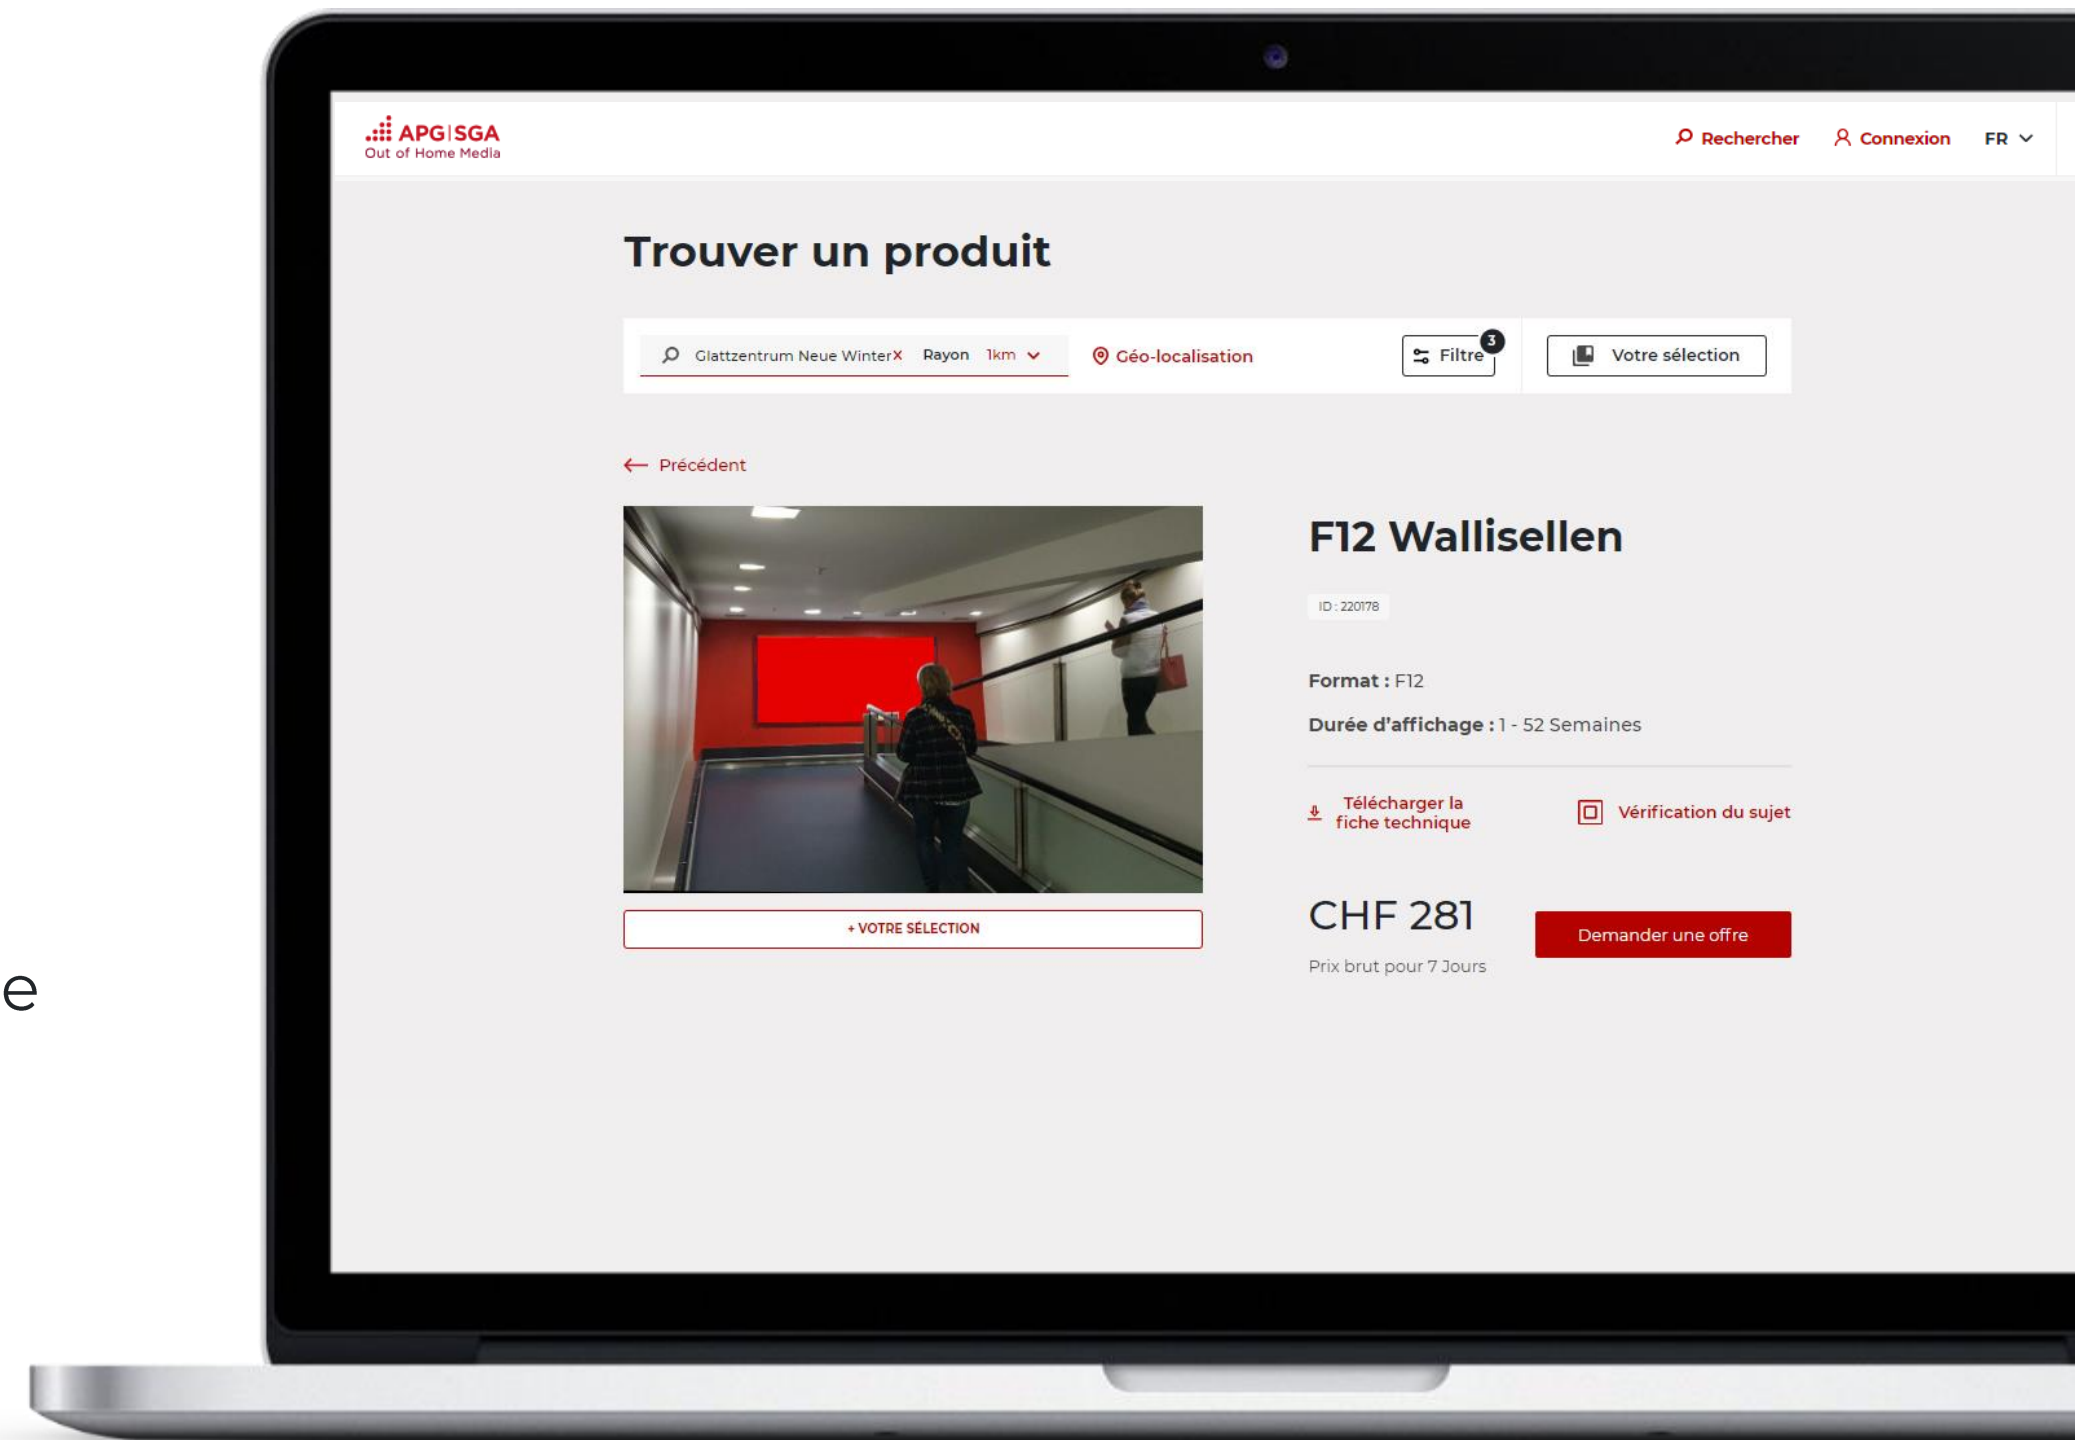 APG|SGA
Out of Home Media
Rechercher
Connexion
FR
Trouver un produit
Glattzentrum Neue Winter
Rayon 1km
Géo-localisation
Filtre
3
Votre sélection
Précédent
F12 Wallisellen
ID : 220178
Format : F12
Durée d'affichage : 1 - 52 Semaines
Télécharger la
fiche technique
Vérification du sujet
+ VOTRE SÉLECTION
CHF 281
Demander une offre
Prix brut pour 7 Jours
e